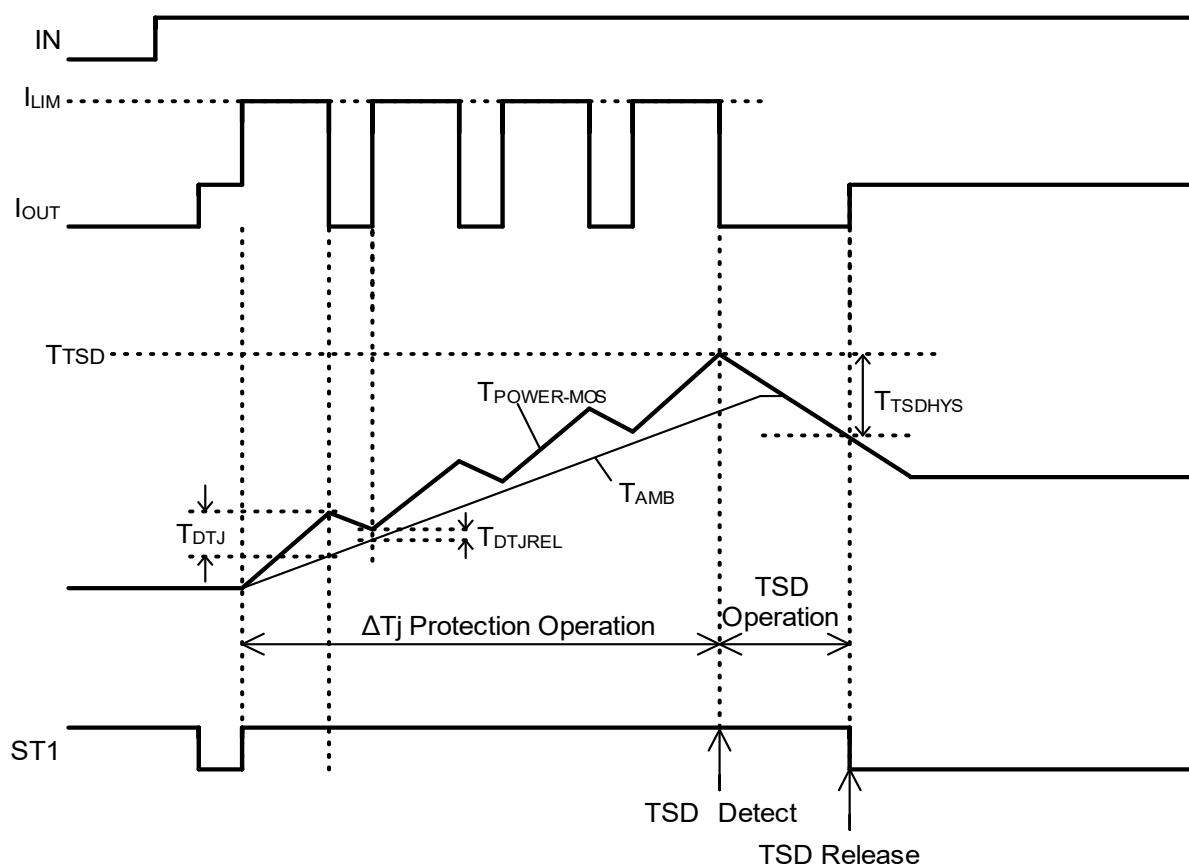 IN
ILIM
IOUT
TTSD
TPOWER-MOS
TTSDHYS
TAMB
TDTJ
TDTJREL
TSD
Operation
ΔTj Protection Operation
ST1
TSD Detect
TSD Release